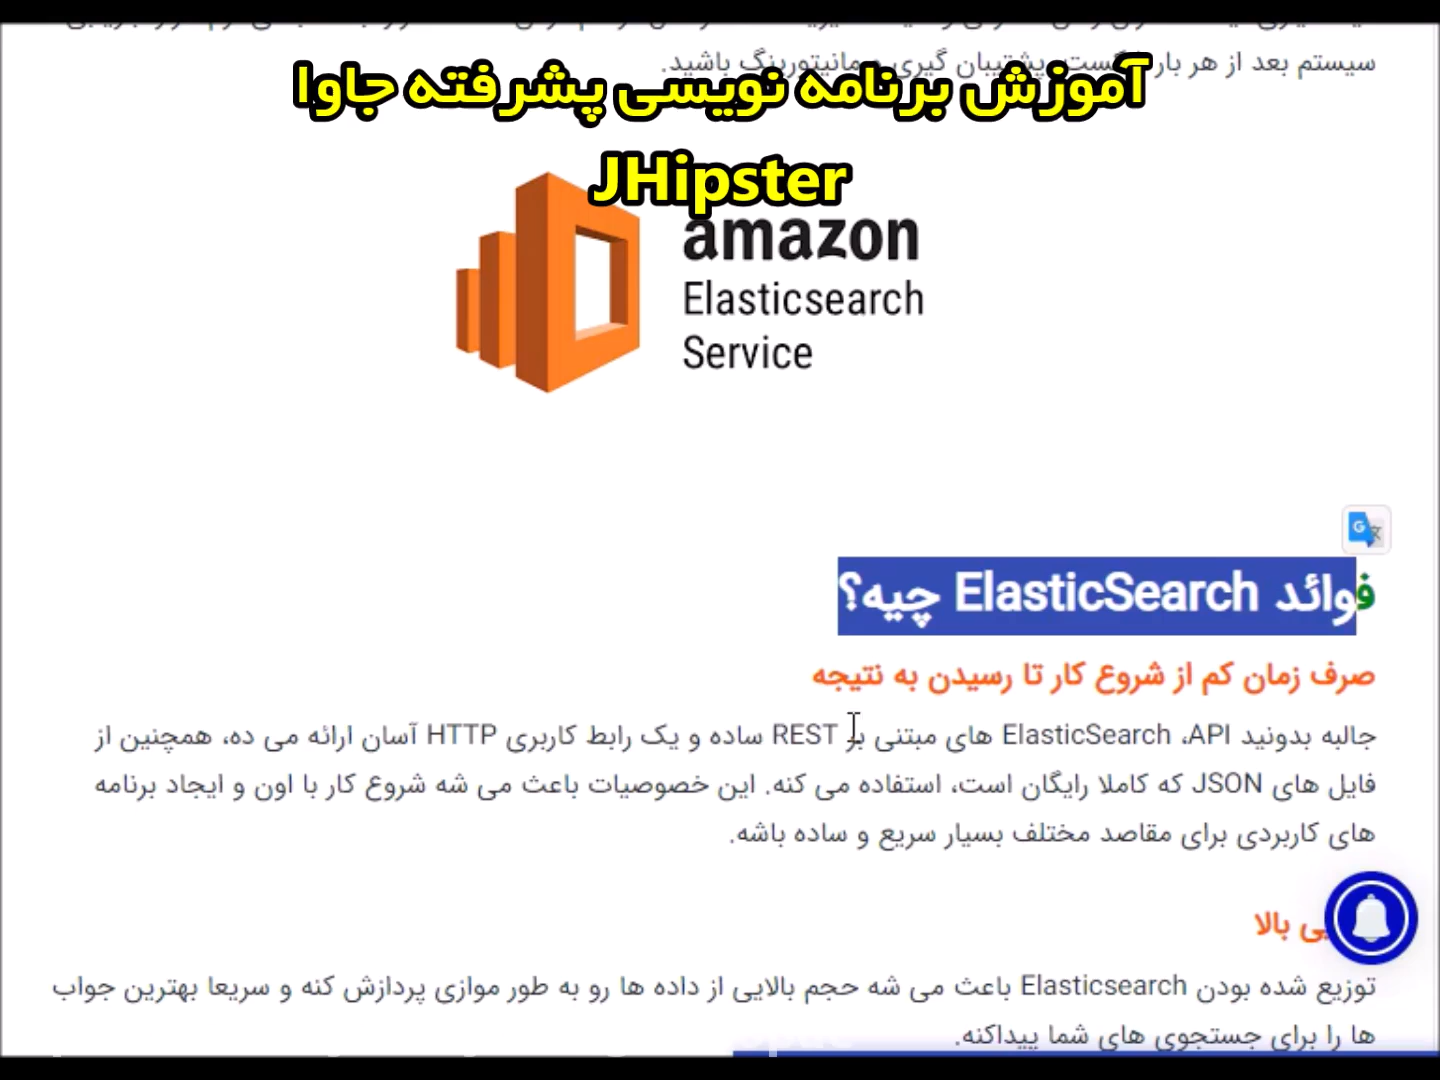 سیستم بعد از هر بار پشتیبان گیری و مانیتورینگ باشید.
آموزش برنامه نویسی پشرفته جاوا
JHipster
amazon
Elasticsearch
Service
فوائد ElasticSearch چیه؟
صرف زمان کم از شروع کار تا رسیدن به نتیجه
جالبه بدونید ElasticSearch ،API های مبتنی بر REST ساده و یک رابط کاربری HTTP آسان ارائه می ده، همچنین از
فایل های JSON که کاملا رایگان است، استفاده می کنه. این خصوصیات باعث می شه شروع کار با اون و ایجاد برنامه
های کاربردی برای مقاصد مختلف بسیار سریع و ساده باشه.
بالا
توزیع شده بودن Elasticsearch باعث می شه حجم بالایی از داده ها رو به طور موازی پردازش کنه و سریعا بهترین جواب
ها را برای جستجوی های شما پیداکنه.